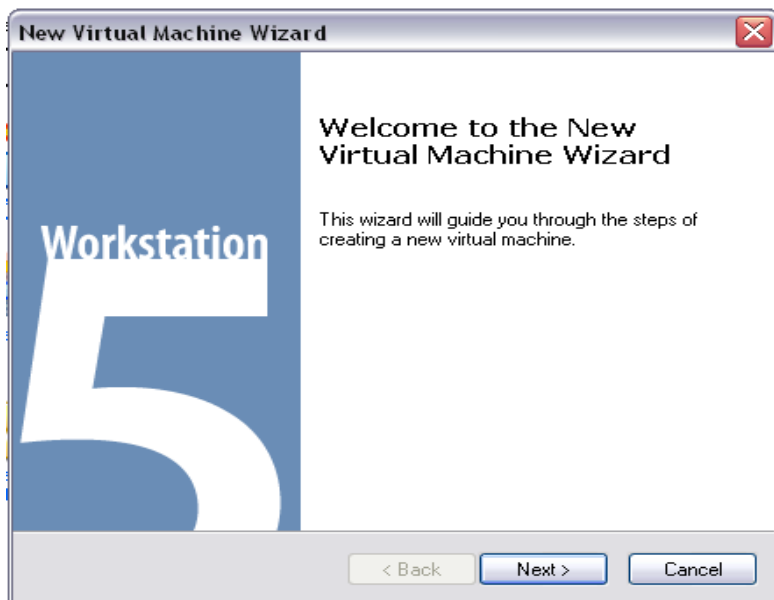 New Virtual Machine Wizard
Welcome to the New
Virtual Machine Wizard
This wizard will guide you through the steps of
creating a new virtual machine.
Workstation
5
< Back
Next >
Cancel